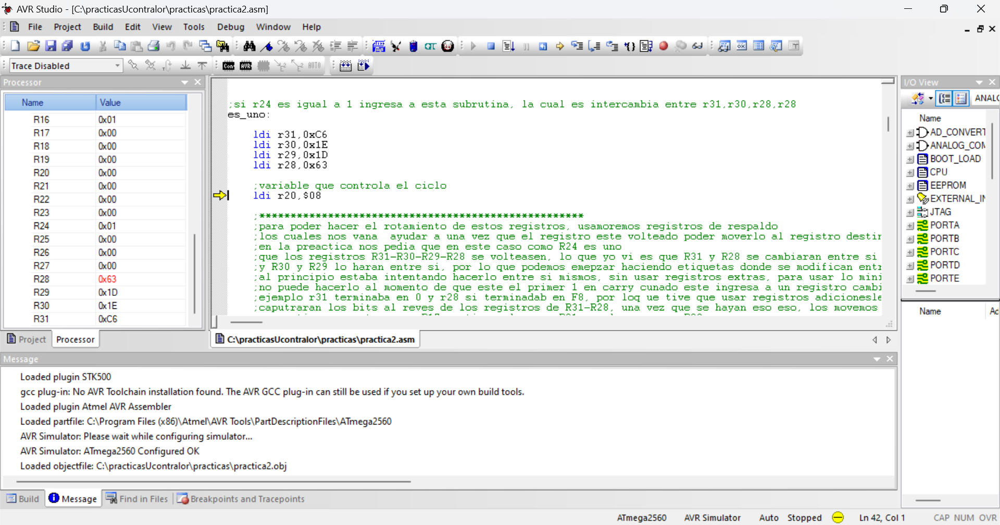 AVR Studio - [C:\practicasUcontralor\practicas\practica2.asm]
File Project Build Edit View Tools Debug Window Help
Trace Disabled
Con AVR AUTO
Processor
Name Value
R16 0x01
R17 0x00
R18 0x00
R19 0x00
R20 0x00
R21 0x00
R22 0x00
R23 0x00
R24 0x01
R25 0x00
R26 0x00
R27 0x00
R28 0x63
R29 0x1D
R30 0x1E
R31 0xC6
Project Processor
;si r24 es igual a 1 ingresa a esta subrutina, la cual es intercambia entre r31,r30,r28,r28
es_uno:
ldi r31,0xC6
ldi r30,0x1E
ldi r29,0x1D
ldi r28,0x63
;variable que controla el ciclo
ldi r20,$08
;****************************************************
;para poder hacer el rotamiento de estos registros, usamoremos registros de respaldo
;los cuales nos vana  ayudar a una vez que el registro este volteado poder moverlo al registro destin
;en la preactica nos pedia que en este caso como R24 es uno
;que los registros R31-R30-R29-R28 se volteasen, lo que yo vi es que R31 y R28 se cambiaran entre si
;y R30 y R29 lo haran entre si, por lo que podemos emepzar haciendo etiquetas donde se modifican entr
;al principio estaba intentando hacerlo entre si mismos, sin usar registros extras, para usar lo mini
;no puede hacerlo al momento de que este el primer 1 en carry cunado este ingresa a un registro cambi
;ejemplo r31 terminaba en 0 y r28 si terminadab en F8, por loq ue tive que usar registros adicionesle
;caputraran los bits al reves de los registros de R31-R28, una vez que se hayan eso eso, los movemos
C:\practicasUcontralor\practicas\practica2.asm
I/O View
ANALO
Name
AD_CONVERT
ANALOG_COM
BOOT_LOAD
CPU
EEPROM
EXTERNAL_IN
JTAG
PORTA
PORTB
PORTC
PORTD
PORTE
Name Ad
Message
Loaded plugin STK500
gcc plug-in: No AVR Toolchain installation found. The AVR GCC plug-in can still be used if you set up your own build tools.
Loaded plugin Atmel AVR Assembler
Loaded partfile: C:\Program Files (x86)\Atmel\AVR Tools\PartDescriptionFiles\ATmega2560
AVR Simulator: Please wait while configuring simulator...
AVR Simulator: ATmega2560 Configured OK
Loaded objectfile: C:\practicasUcontralor\practicas\practica2.obj
Build Message Find in Files Breakpoints and Tracepoints
ATmega2560 AVR Simulator Auto Stopped Ln 42, Col 1 CAP NUM OVR